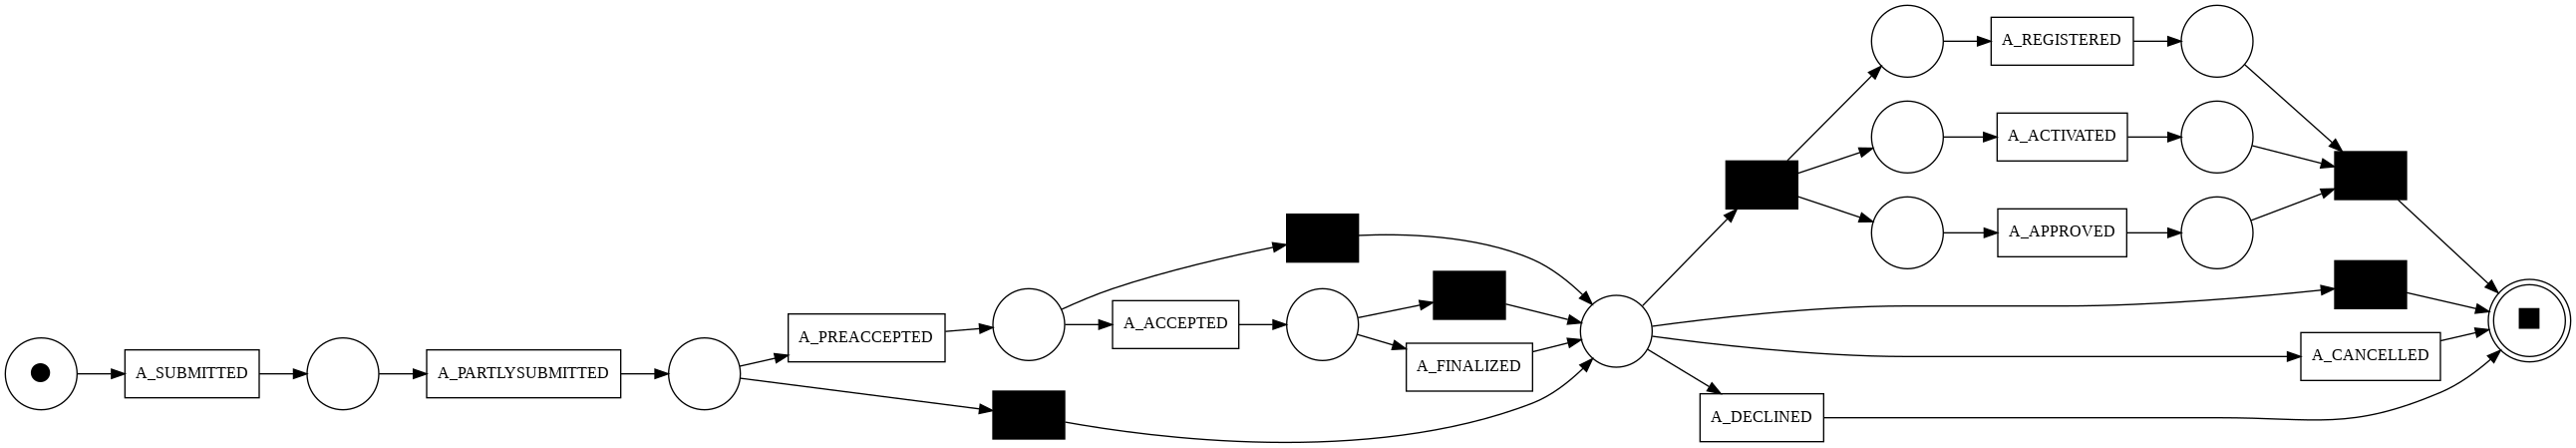 A_SUBMITTED
A_PARTLYSUBMITTED
A_PREACCEPTED
A_ACCEPTED
A_FINALIZED
A_REGISTERED
A_ACTIVATED
A_APPROVED
A_CANCELLED
A_DECLINED